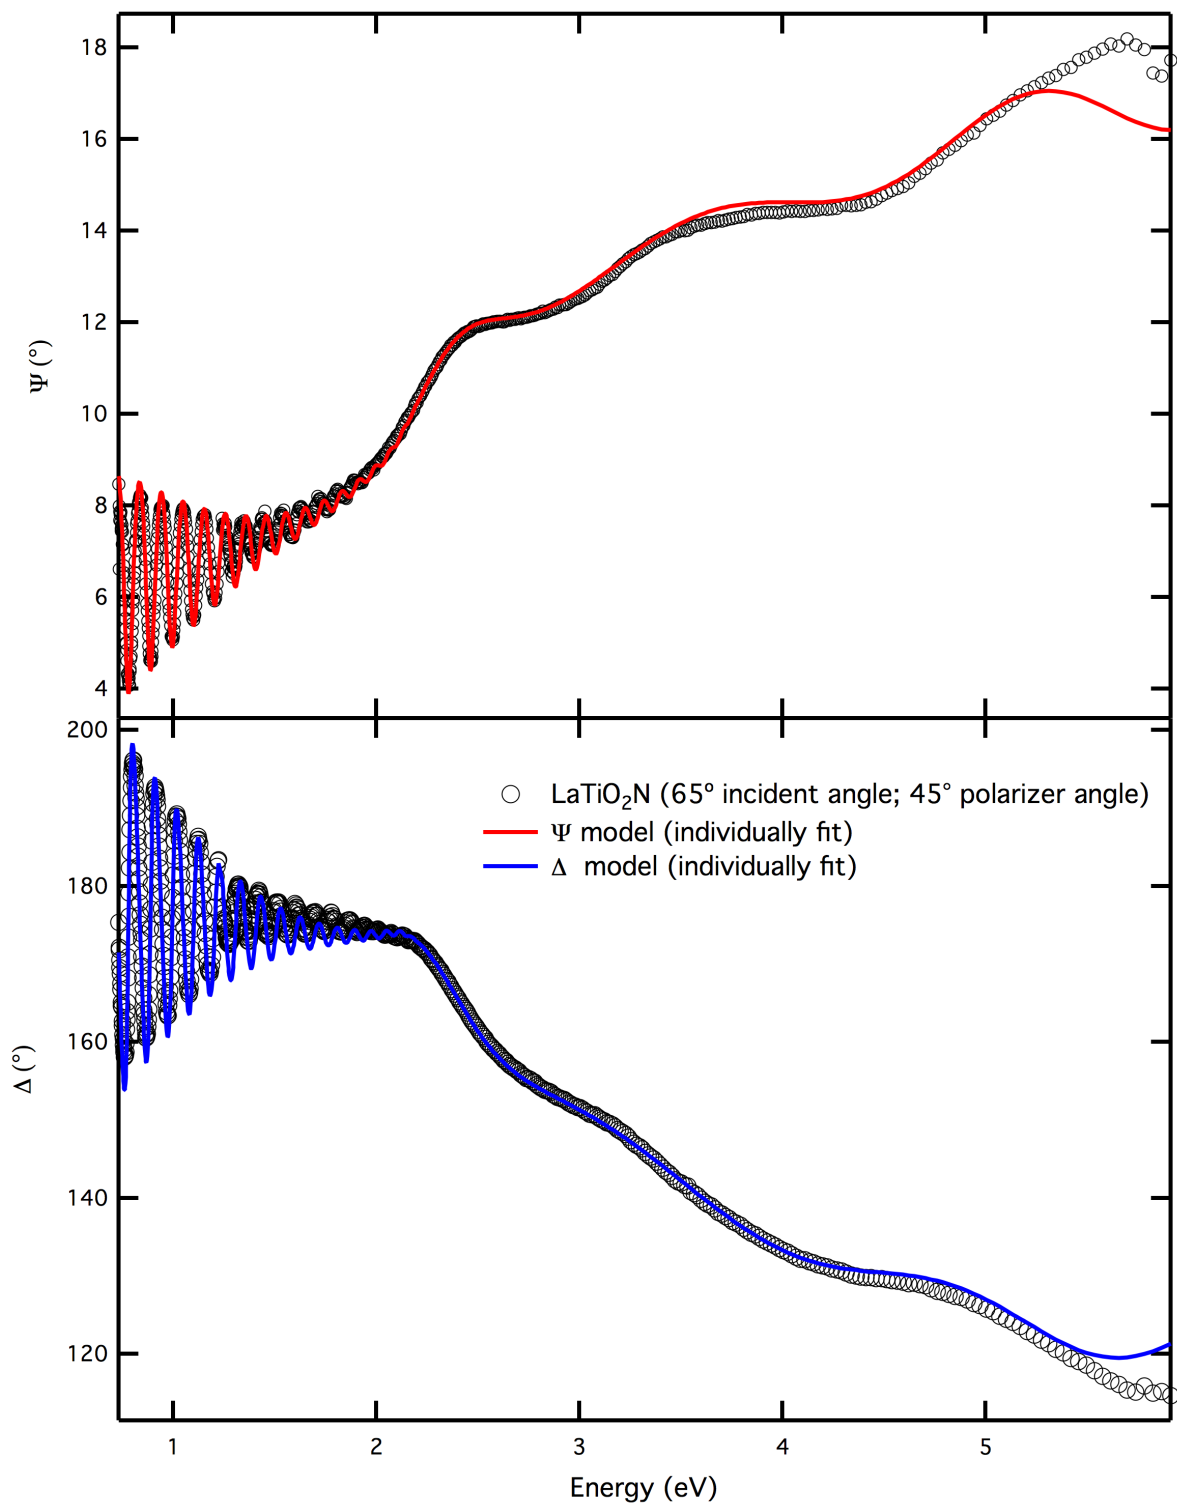 18
16
14
12
10
8
6
4
Ψ (°)
200
180
160
140
120
Δ (°)
LaTiO₂N (65º incident angle; 45° polarizer angle)
Ψ model (individually fit)
Δ model (individually fit)
1 2 3 4 5
Energy (eV)